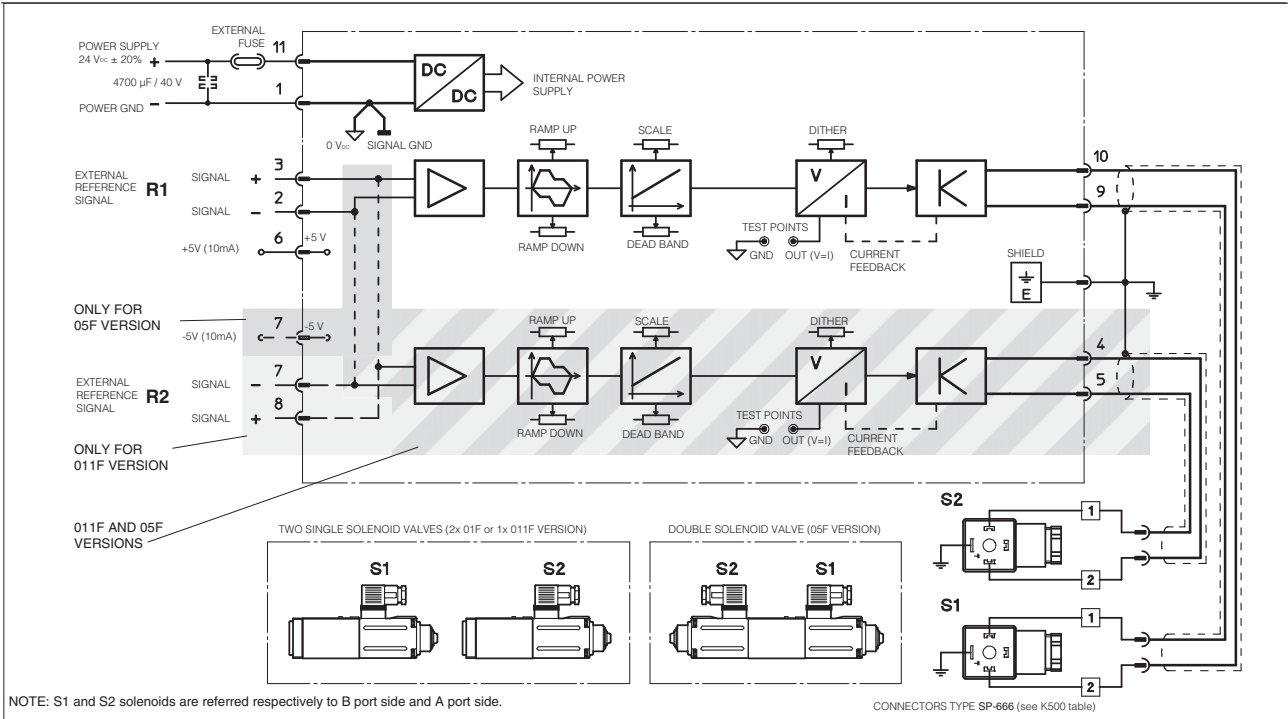 EXTERNAL
FUSE
POWER SUPPLY
24 VDC ± 20% +
11
4700 µF / 40 V
1
POWER GND -
DC
DC
INTERNAL POWER
SUPPLY
0 VDC
SIGNAL GND
RAMP UP
SCALE
DITHER
3
10
EXTERNAL
REFERENCE
SIGNAL
R1
SIGNAL +
2
SIGNAL -
V
I
K
9
6
+5 V
+5V (10mA)
RAMP DOWN
DEAD BAND
TEST POINTS
GND OUT (V=I)
CURRENT
FEEDBACK
SHIELD
E
ONLY FOR
05F VERSION
7
-5 V
-5V (10mA)
RAMP UP
SCALE
DITHER
4
7
EXTERNAL
REFERENCE
SIGNAL
R2
SIGNAL -
8
SIGNAL +
V
I
K
5
RAMP DOWN
DEAD BAND
TEST POINTS
GND OUT (V=I)
CURRENT
FEEDBACK
ONLY FOR
011F VERSION
011F AND 05F
VERSIONS
TWO SINGLE SOLENOID VALVES (2x 01F or 1x 011F VERSION)
S1
S2
DOUBLE SOLENOID VALVE (05F VERSION)
S2
S1
S2
1
2
S1
1
2
NOTE: S1 and S2 solenoids are referred respectively to B port side and A port side.
CONNECTORS TYPE SP-666 (see K500 table)